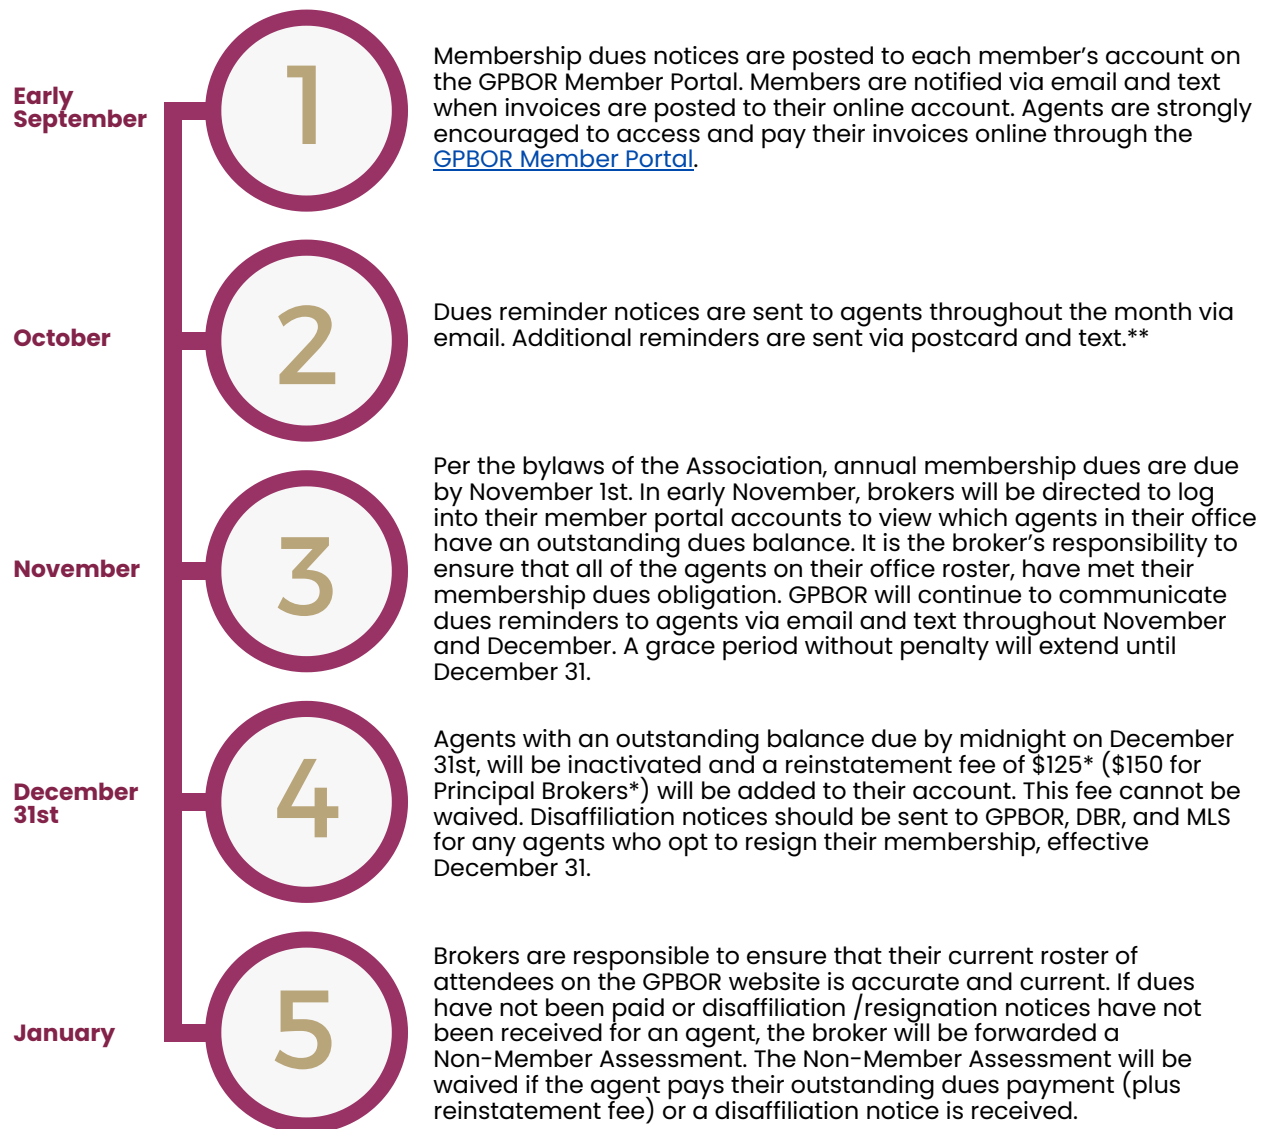 Early
September
1
Membership dues notices are posted to each member’s account on
the GPBOR Member Portal. Members are notified via email and text
when invoices are posted to their online account. Agents are strongly
encouraged to access and pay their invoices online through the
GPBOR Member Portal.
October
2
Dues reminder notices are sent to agents throughout the month via
email. Additional reminders are sent via postcard and text.**
November
3
Per the bylaws of the Association, annual membership dues are due
by November 1st. In early November, brokers will be directed to log
into their member portal accounts to view which agents in their office
have an outstanding dues balance. It is the broker’s responsibility to
ensure that all of the agents on their office roster, have met their
membership dues obligation. GPBOR will continue to communicate
dues reminders to agents via email and text throughout November
and December. A grace period without penalty will extend until
December 31.
December
31st
4
Agents with an outstanding balance due by midnight on December
31st, will be inactivated and a reinstatement fee of $125* ($150 for
Principal Brokers*) will be added to their account. This fee cannot be
waived. Disaffiliation notices should be sent to GPBOR, DBR, and MLS
for any agents who opt to resign their membership, effective
December 31.
January
5
Brokers are responsible to ensure that their current roster of
attendees on the GPBOR website is accurate and current. If dues
have not been paid or disaffiliation /resignation notices have not
been received for an agent, the broker will be forwarded a
Non-Member Assessment. The Non-Member Assessment will be
waived if the agent pays their outstanding dues payment (plus
reinstatement fee) or a disaffiliation notice is received.